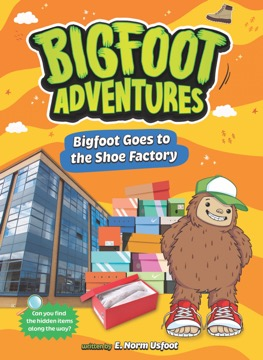 BIGFOOT
ADVENTURES
Bigfoot Goes to
the Shoe Factory
Can you find
the hidden items
along the way?
written by E. Norm Usfoot